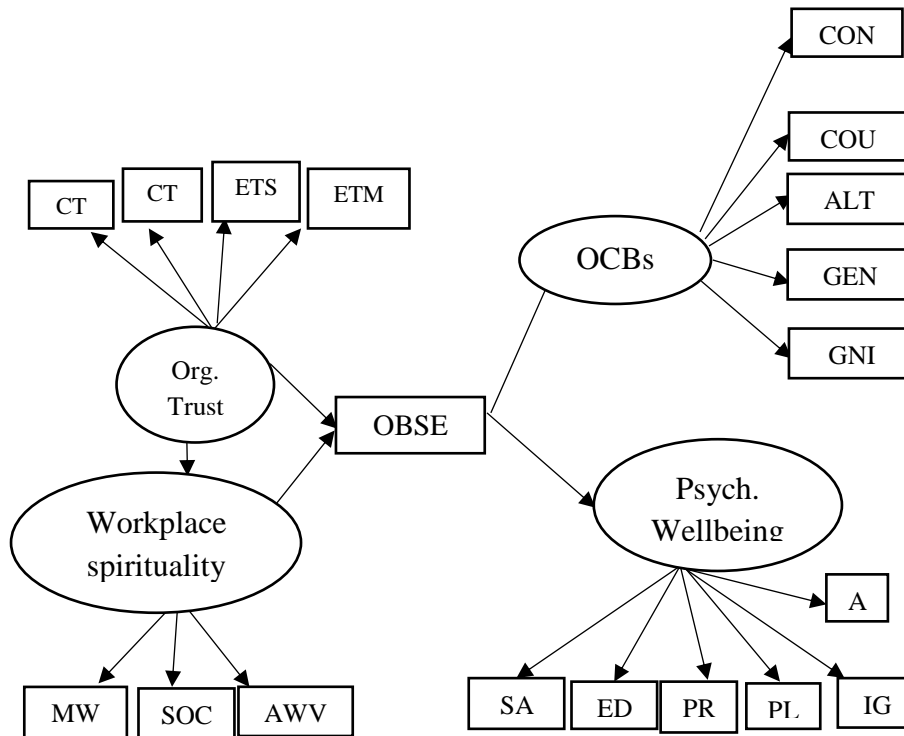 CON
COU
ALT
GEN
GNI
OCBs
CT
CT
ETS
ETM
Org.
Trust
OBSE
Workplace
spirituality
Psych.
Wellbeing
MW
SOC
AWV
A
SA
ED
PR
PL
IG